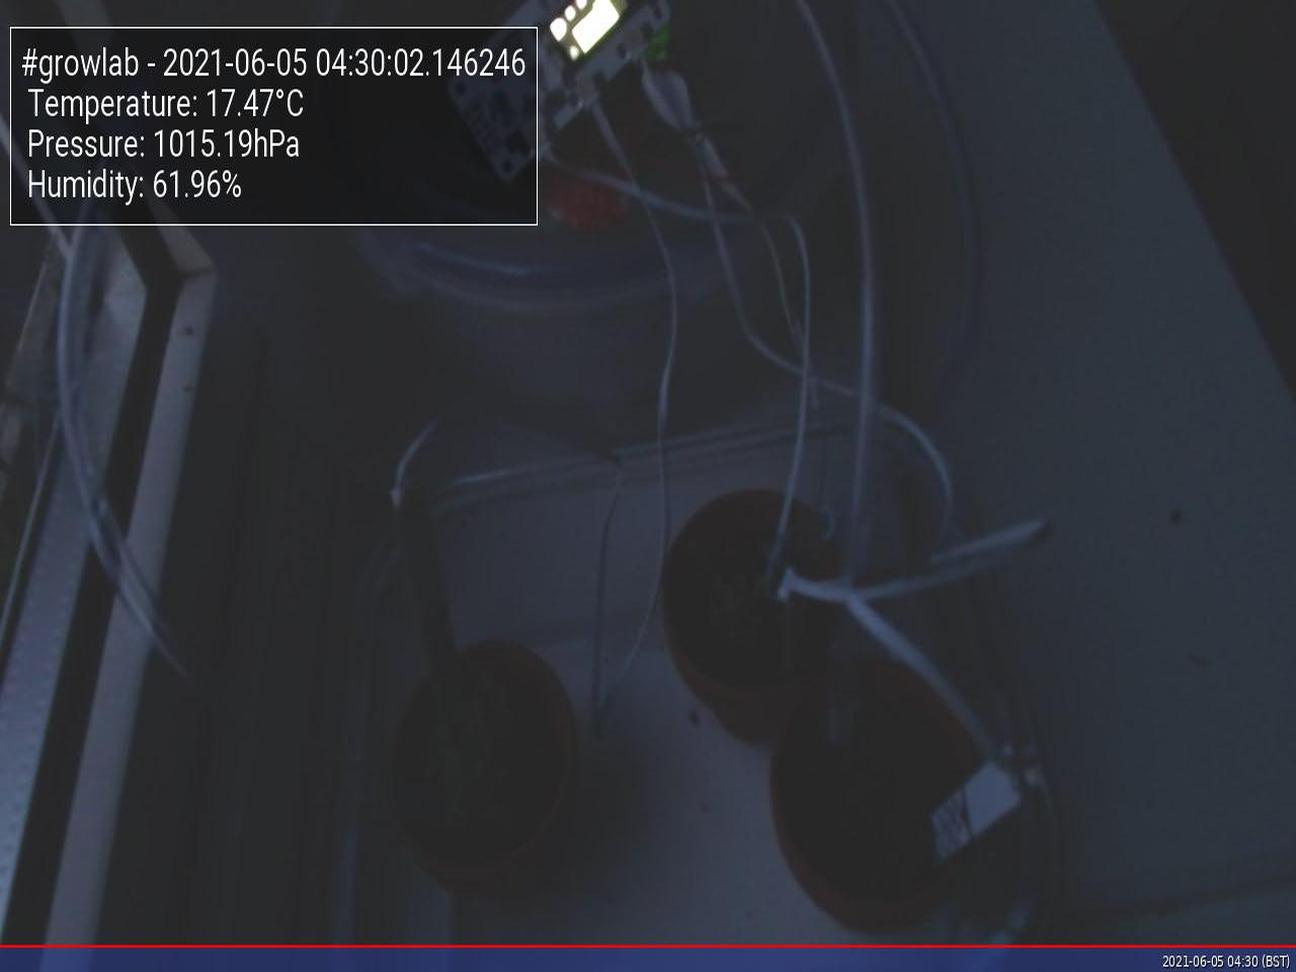 #growlab - 2021-06-05 04:30:02.146246
Temperature: 17.47°C
Pressure: 1015.19hPa
Humidity: 61.96%
2021-06-05 04:30 (BST)